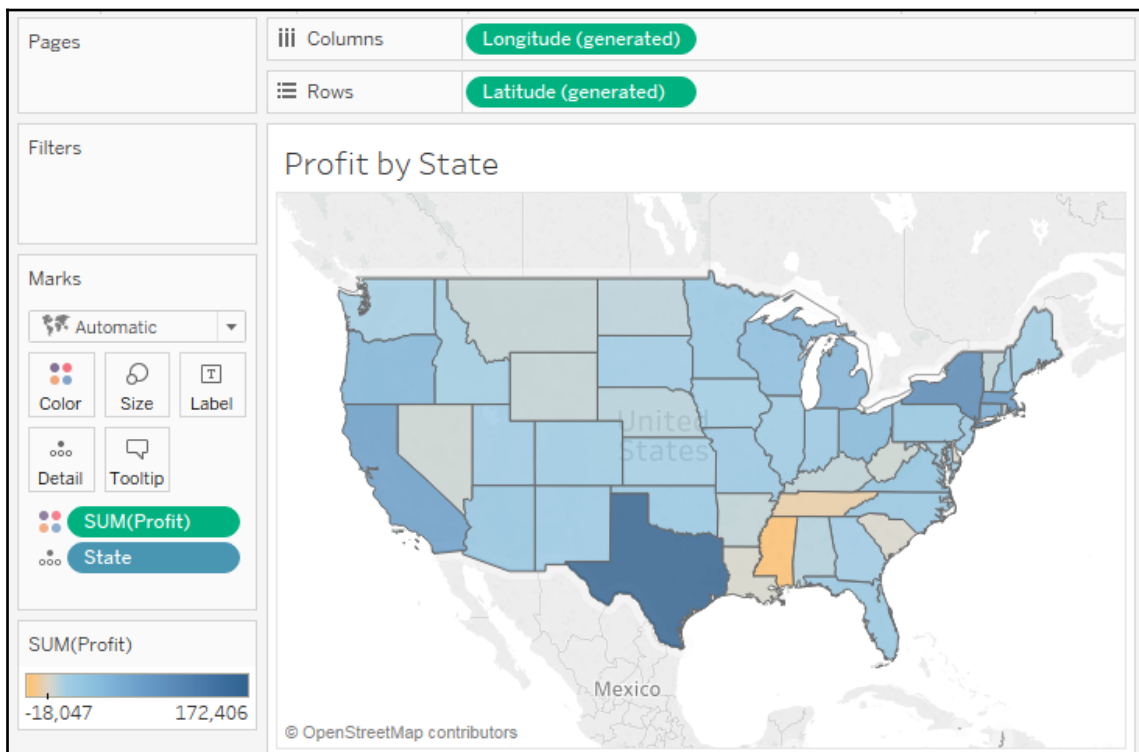 Pages
Columns
Longitude (generated)
Rows
Latitude (generated)
Filters
Profit by State
Marks
Automatic
Color
Size
T
Label
Detail
Tooltip
SUM(Profit)
State
SUM(Profit)
-18,047
172,406
United
States
Mexico
© OpenStreetMap contributors